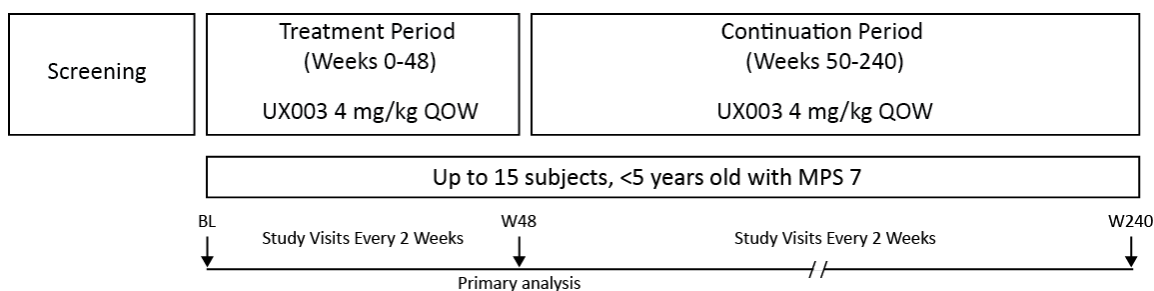 Screening
Treatment Period
(Weeks 0-48)
UX003 4 mg/kg QOW
Continuation Period
(Weeks 50-240)
UX003 4 mg/kg QOW
Up to 15 subjects, <5 years old with MPS 7
BL
W48
W240
Study Visits Every 2 Weeks
Study Visits Every 2 Weeks
Primary analysis